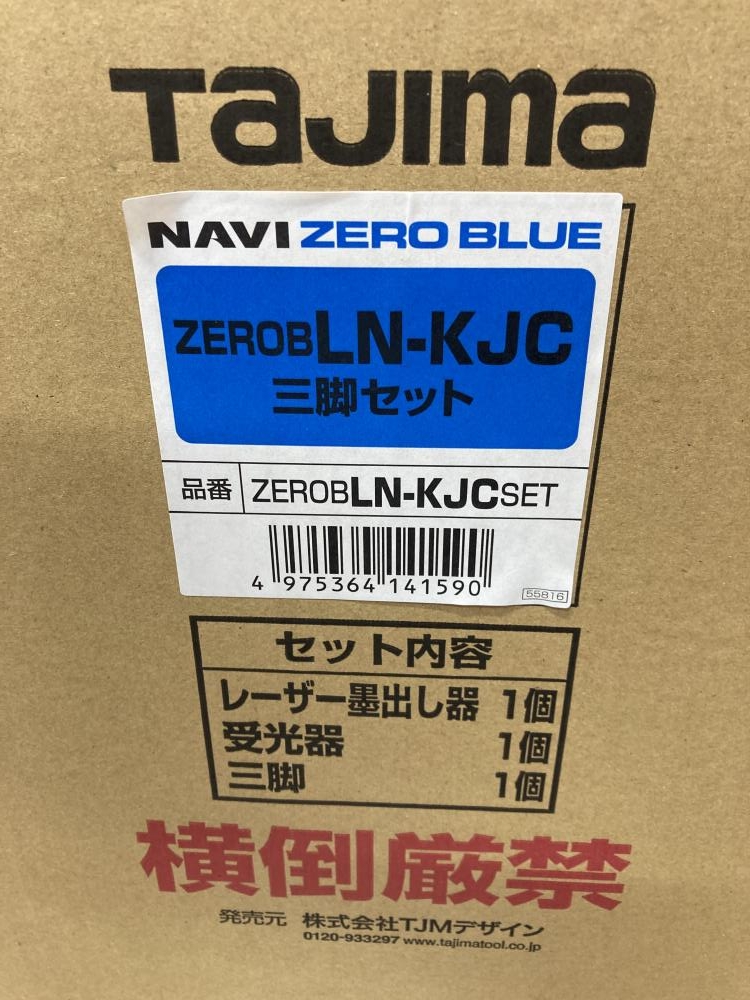 Tajima
NAVI ZERO BLUE
ZEROBLN-KJC
三脚セット
品番 ZEROBLN-KJCSET
4 975364 141590
55816
セット内容
レーザー墨出し器 1個
受光器 1個
三脚 1個
横倒厳禁
発売元 株式会社TJMデザイン
0120-933297 www.tajimatool.co.jp